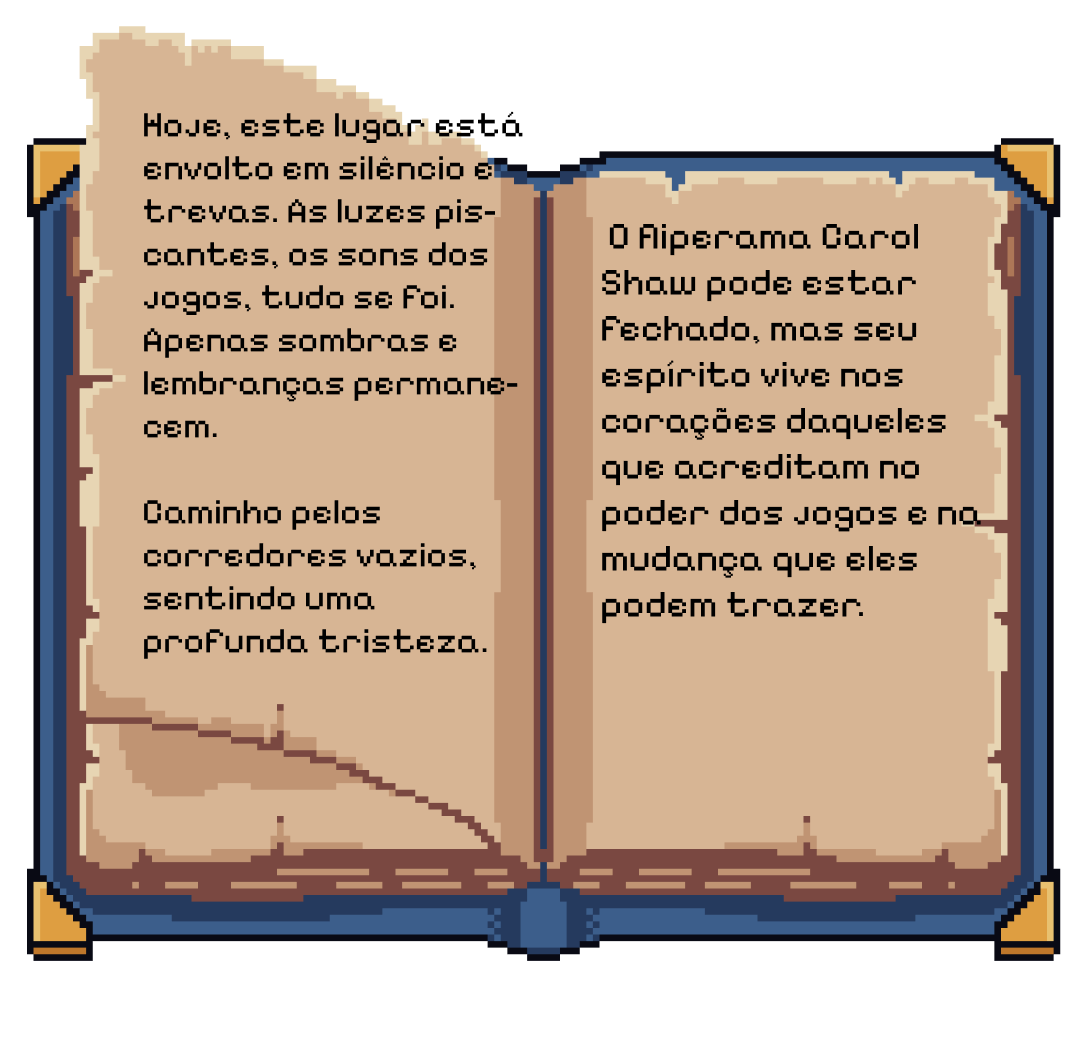 Hoje, este lugar está
envolto em silêncio e
trevas. As luzes pis-
cantes, os sons dos
jogos, tudo se foi.
Apenas sombras e
lembranças permane-
cem.
Caminho pelos
corredores vazios,
sentindo uma
profunda tristeza.
O fliperama Carol
Shaw pode estar
fechado, mas seu
espírito vive nos
corações daqueles
que acreditam no
poder dos jogos e na
mudança que eles
podem trazer.